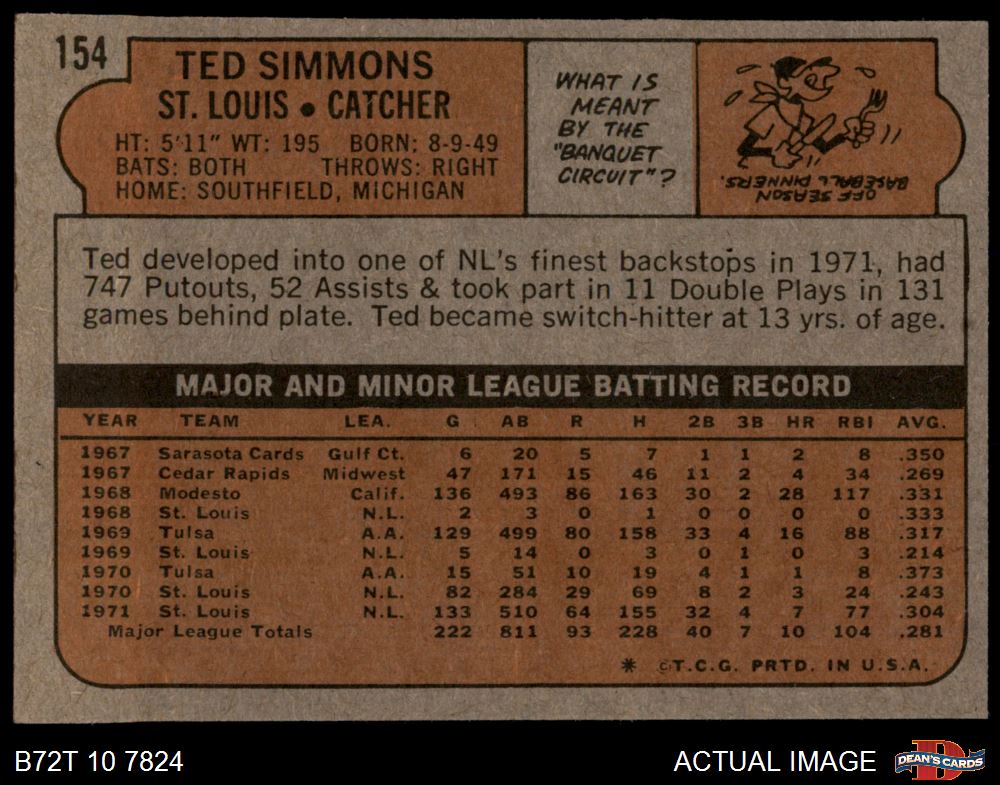 154
TED SIMMONS
ST. LOUIS • CATCHER
HT: 5'11" WT: 195 BORN: 8-9-49
BATS: BOTH THROWS: RIGHT
HOME: SOUTHFIELD, MICHIGAN
WHAT IS
MEANT
BY THE
"BANQUET
CIRCUIT"?
OFF SEASON
BASEBALL DINNERS.
Ted developed into one of NL's finest backstops in 1971, had
747 Putouts, 52 Assists & took part in 11 Double Plays in 131
games behind plate. Ted became switch-hitter at 13 yrs. of age.
MAJOR AND MINOR LEAGUE BATTING RECORD
YEAR TEAM LEA. G AB R H 2B 3B HR RBI AVG.
1967 Sarasota Cards Gulf Ct. 6 20 5 7 1 1 2 8 .350
1967 Cedar Rapids Midwest 47 171 15 46 11 2 4 34 .269
1968 Modesto Calif. 136 493 86 163 30 2 28 117 .331
1968 St. Louis N.L. 2 3 0 1 0 0 0 0 .333
1969 Tulsa A.A. 129 499 80 158 33 4 16 88 .317
1969 St. Louis N.L. 5 14 0 3 0 1 0 3 .214
1970 Tulsa A.A. 15 51 10 19 4 1 1 8 .373
1970 St. Louis N.L. 82 284 29 69 8 2 3 24 .243
1971 St. Louis N.L. 133 510 64 155 32 4 7 77 .304
Major League Totals 222 811 93 228 40 7 10 104 .281
* ©T.C.G. PRTD. IN U.S.A.
B72T 10 7824
ACTUAL IMAGE
DEAN'S CARDS